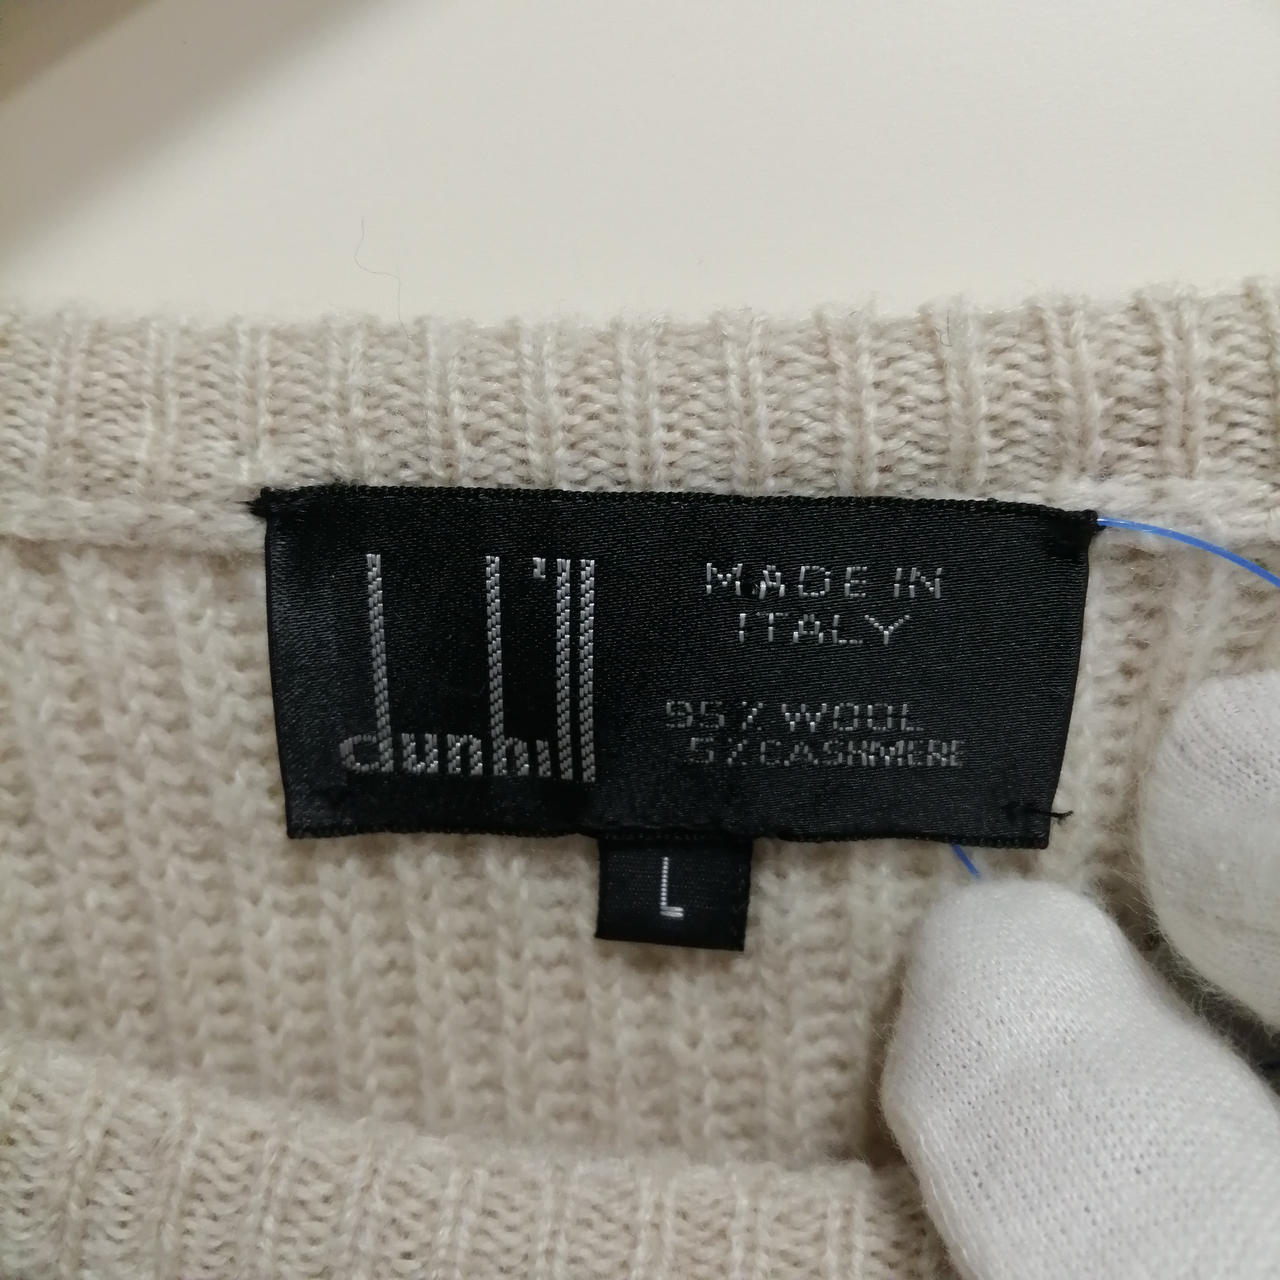 dunhill
MADE IN
ITALY
95% WOOL
5% CASHMERE
L